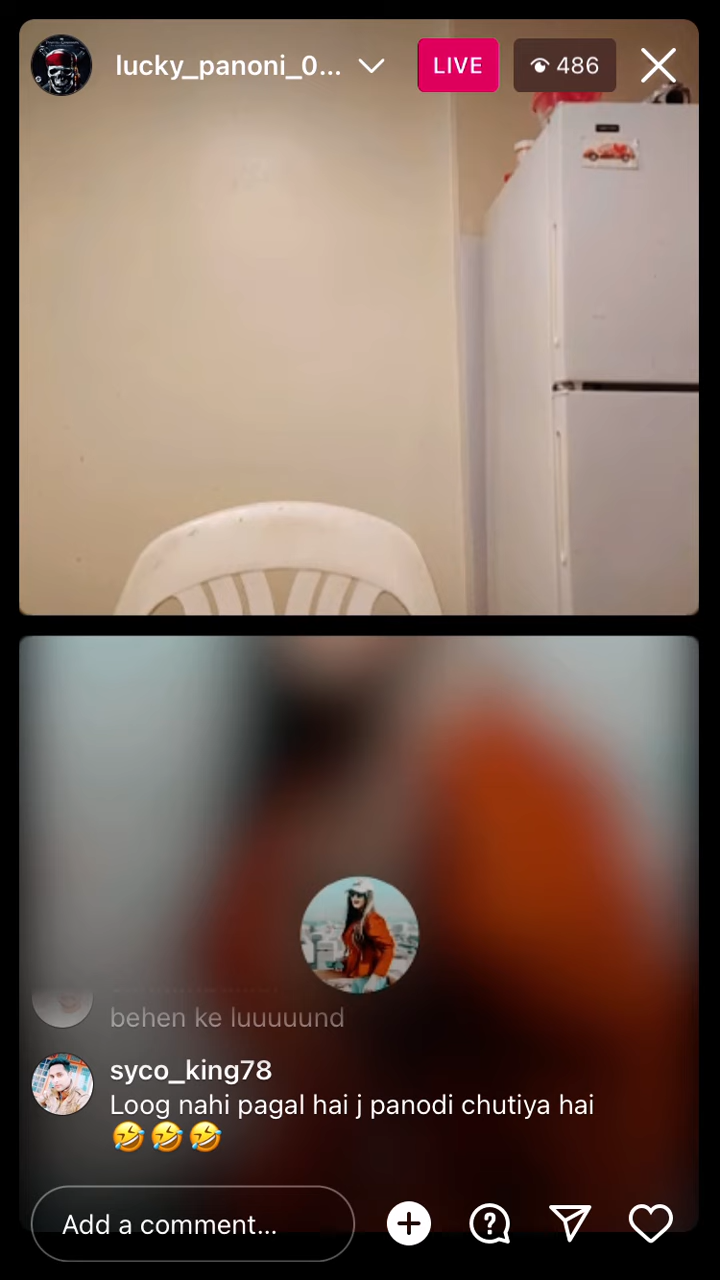 lucky_panoni_0...
LIVE
486
behen ke luuuuund
syco_king78
Loog nahi pagal hai j panodi chutiya hai
🤣🤣🤣
Add a comment...